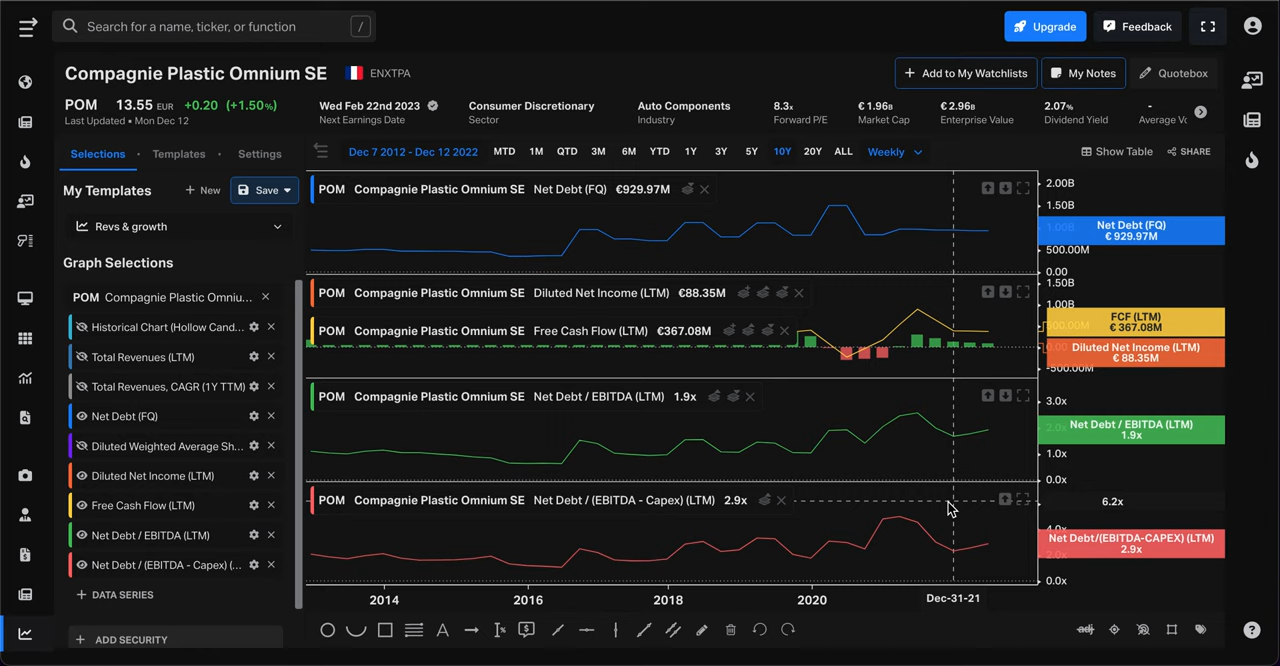 Search for a name, ticker, or function /
Upgrade
Feedback
Compagnie Plastic Omnium SE ENXTPA
+ Add to My Watchlists
My Notes
Quotebox
POM 13.55 EUR +0.20 (+1.50%)
Last Updated • Mon Dec 12
Wed Feb 22nd 2023
Next Earnings Date
Consumer Discretionary
Sector
Auto Components
Industry
8.3x
Forward P/E
€ 1.96B
Market Cap
€ 2.96B
Enterprise Value
2.07%
Dividend Yield
-
Average Vo
Selections • Templates • Settings
Dec 7 2012 - Dec 12 2022 MTD 1M QTD 3M 6M YTD 1Y 3Y 5Y 10Y 20Y ALL Weekly
Show Table
SHARE
My Templates + New Save
Revs & growth
Graph Selections
POM Compagnie Plastic Omniu... ×
Historical Chart (Hollow Cand...
Total Revenues (LTM)
Total Revenues, CAGR (1Y TTM)
Net Debt (FQ)
Diluted Weighted Average Sh...
Diluted Net Income (LTM)
Free Cash Flow (LTM)
Net Debt / EBITDA (LTM)
Net Debt / (EBITDA - Capex) (...
+ DATA SERIES
+ ADD SECURITY
POM Compagnie Plastic Omnium SE Net Debt (FQ) €929.97M
2.00B
1.50B
1.00B
Net Debt (FQ)
€ 929.97M
500.00M
0.00
POM Compagnie Plastic Omnium SE Diluted Net Income (LTM) €88.35M
POM Compagnie Plastic Omnium SE Free Cash Flow (LTM) €367.08M
1.50B
1.00B
500.00M
FCF (LTM)
€ 367.08M
0.00
Diluted Net Income (LTM)
€ 88.35M
-500.00M
POM Compagnie Plastic Omnium SE Net Debt / EBITDA (LTM) 1.9x
3.0x
2.0x
Net Debt / EBITDA (LTM)
1.9x
1.0x
0.0x
POM Compagnie Plastic Omnium SE Net Debt / (EBITDA - Capex) (LTM) 2.9x
6.2x
4.0x
Net Debt/(EBITDA-CAPEX) (LTM)
2.9x
2.0x
0.0x
2014 2016 2018 2020 Dec-31-21
A
adj
?